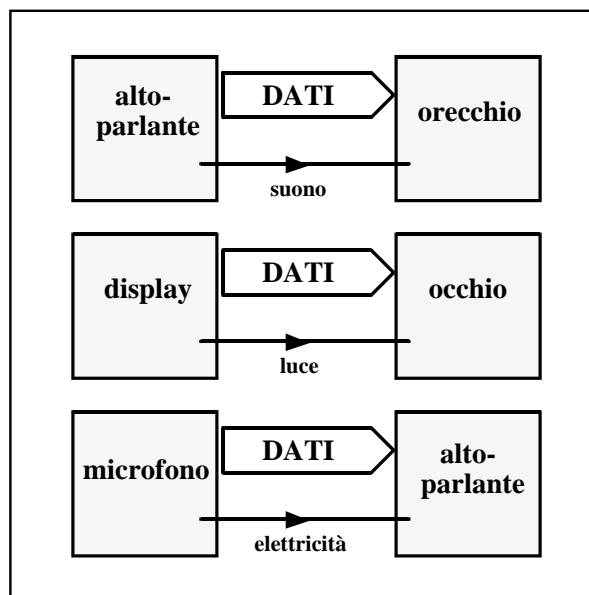 alto-
parlante
DATI
orecchio
suono
display
DATI
occhio
luce
microfono
DATI
alto-
parlante
elettricità